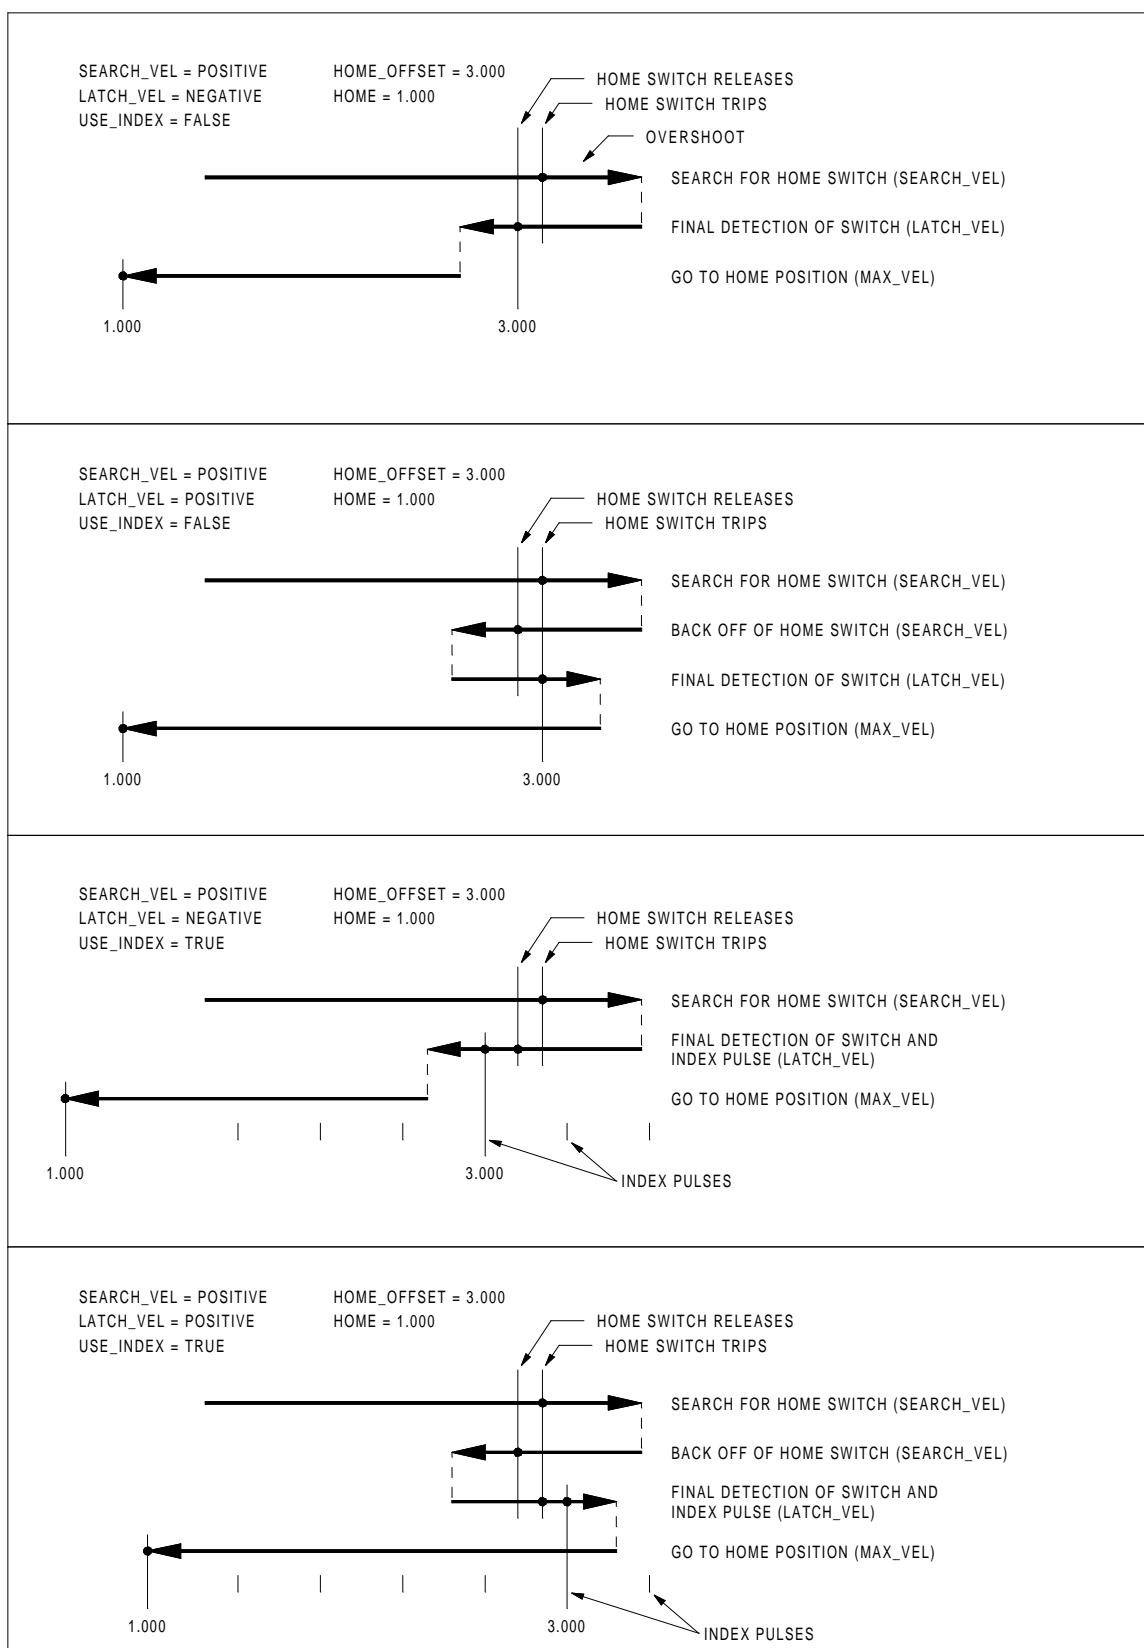 SEARCH_VEL = POSITIVE
LATCH_VEL = NEGATIVE
USE_INDEX = FALSE
HOME_OFFSET = 3.000
HOME = 1.000
HOME SWITCH RELEASES
HOME SWITCH TRIPS
OVERSHOOT
SEARCH FOR HOME SWITCH (SEARCH_VEL)
FINAL DETECTION OF SWITCH (LATCH_VEL)
GO TO HOME POSITION (MAX_VEL)
1.000
3.000
SEARCH_VEL = POSITIVE
LATCH_VEL = POSITIVE
USE_INDEX = FALSE
HOME_OFFSET = 3.000
HOME = 1.000
HOME SWITCH RELEASES
HOME SWITCH TRIPS
SEARCH FOR HOME SWITCH (SEARCH_VEL)
BACK OFF OF HOME SWITCH (SEARCH_VEL)
FINAL DETECTION OF SWITCH (LATCH_VEL)
GO TO HOME POSITION (MAX_VEL)
1.000
3.000
SEARCH_VEL = POSITIVE
LATCH_VEL = NEGATIVE
USE_INDEX = TRUE
HOME_OFFSET = 3.000
HOME = 1.000
HOME SWITCH RELEASES
HOME SWITCH TRIPS
SEARCH FOR HOME SWITCH (SEARCH_VEL)
FINAL DETECTION OF SWITCH AND
INDEX PULSE (LATCH_VEL)
GO TO HOME POSITION (MAX_VEL)
1.000
3.000
INDEX PULSES
SEARCH_VEL = POSITIVE
LATCH_VEL = POSITIVE
USE_INDEX = TRUE
HOME_OFFSET = 3.000
HOME = 1.000
HOME SWITCH RELEASES
HOME SWITCH TRIPS
SEARCH FOR HOME SWITCH (SEARCH_VEL)
BACK OFF OF HOME SWITCH (SEARCH_VEL)
FINAL DETECTION OF SWITCH AND
INDEX PULSE (LATCH_VEL)
GO TO HOME POSITION (MAX_VEL)
1.000
3.000
INDEX PULSES